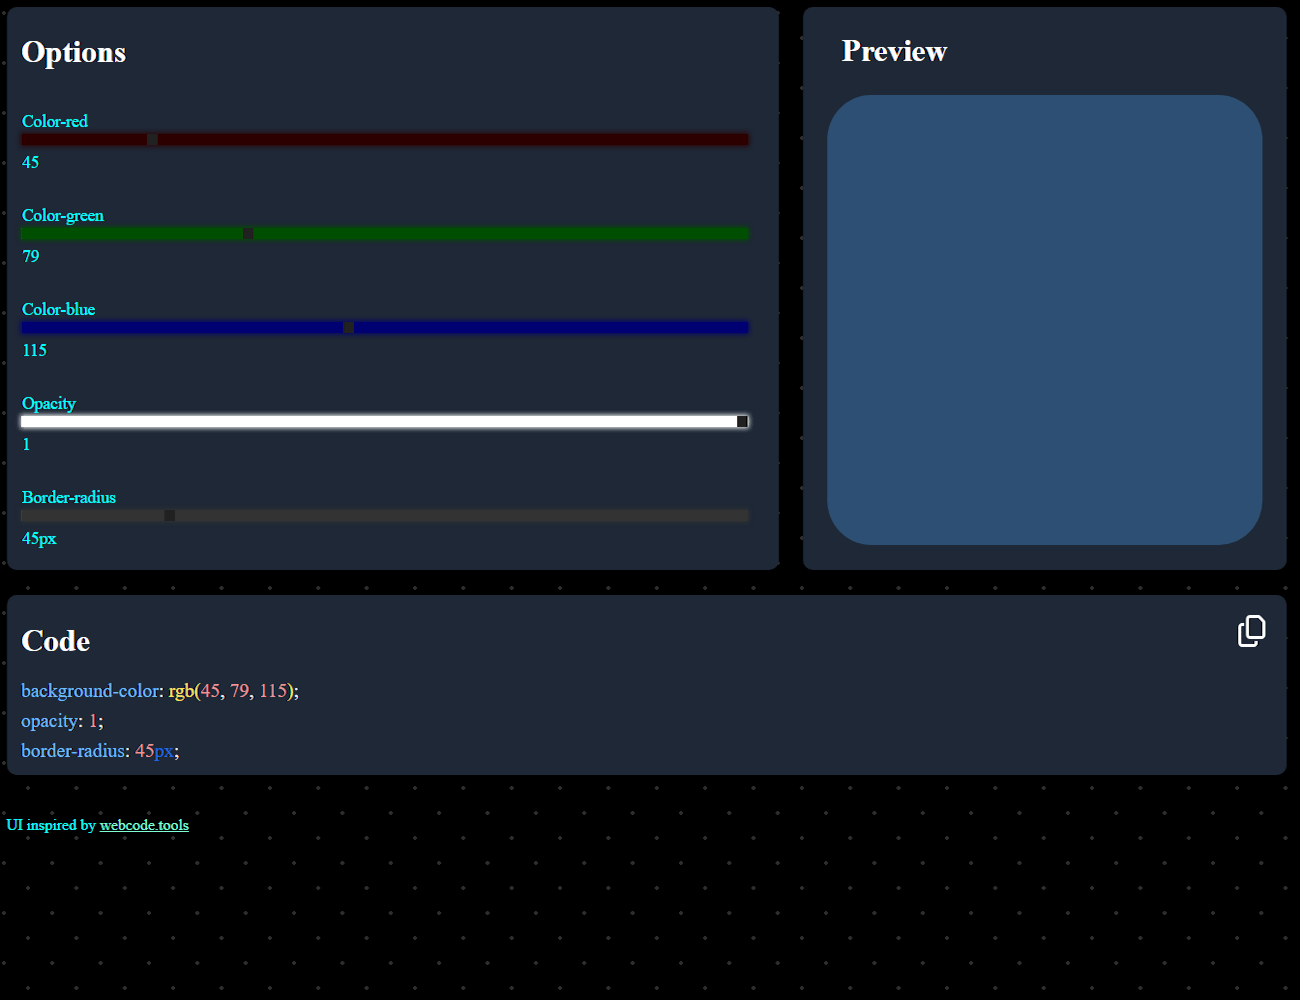 Options
Color-red
45
Color-green
79
Color-blue
115
Opacity
1
Border-radius
45px
Preview
Code
background-color: rgb(45, 79, 115);
opacity: 1;
border-radius: 45px;
UI inspired by webcode.tools